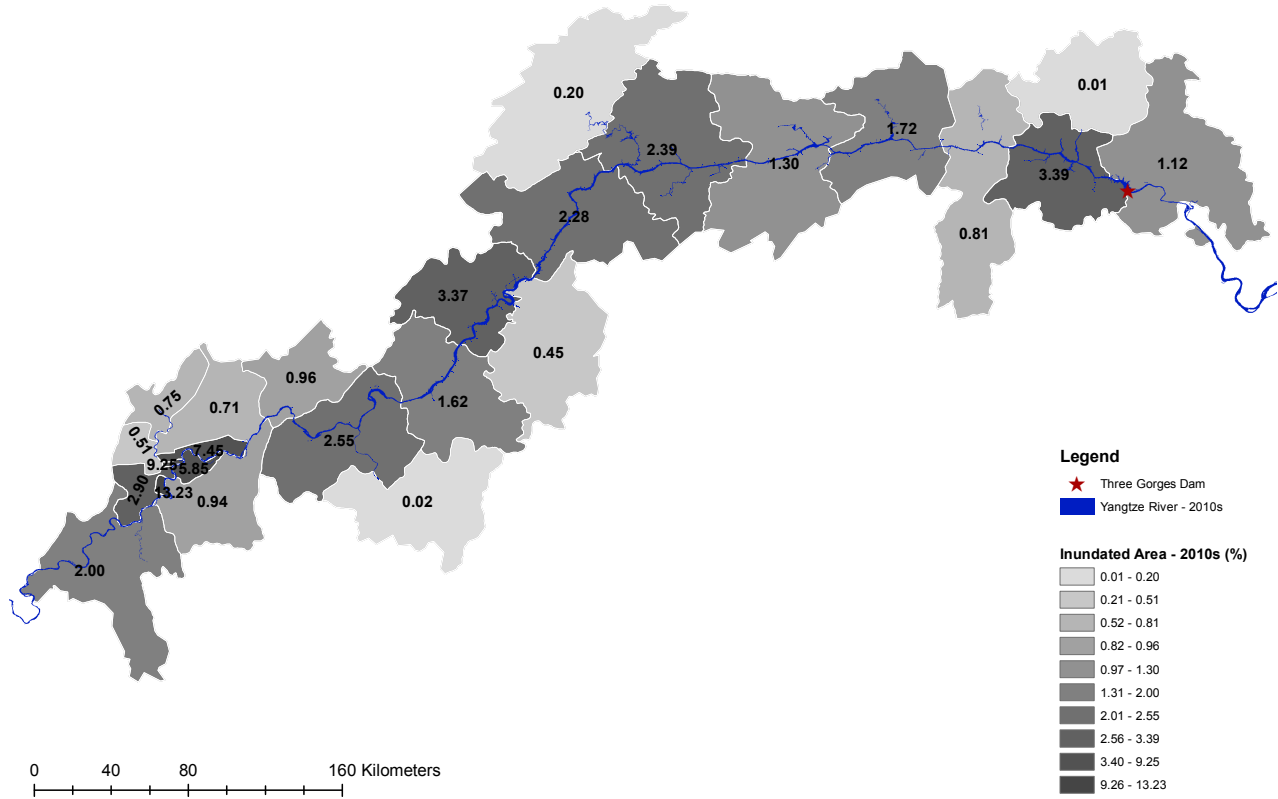 0.20
0.01
1.72
2.39
1.30
1.12
3.39
2.28
0.81
3.37
0.45
0.96
0.75
0.71
1.62
0.51
2.55
7.45
9.25
5.85
2.90
13.23
0.94
0.02
2.00
Legend
Three Gorges Dam
Yangtze River - 2010s
Inundated Area - 2010s (%)
0.01 - 0.20
0.21 - 0.51
0.52 - 0.81
0.82 - 0.96
0.97 - 1.30
1.31 - 2.00
2.01 - 2.55
2.56 - 3.39
3.40 - 9.25
9.26 - 13.23
0 40 80 160 Kilometers